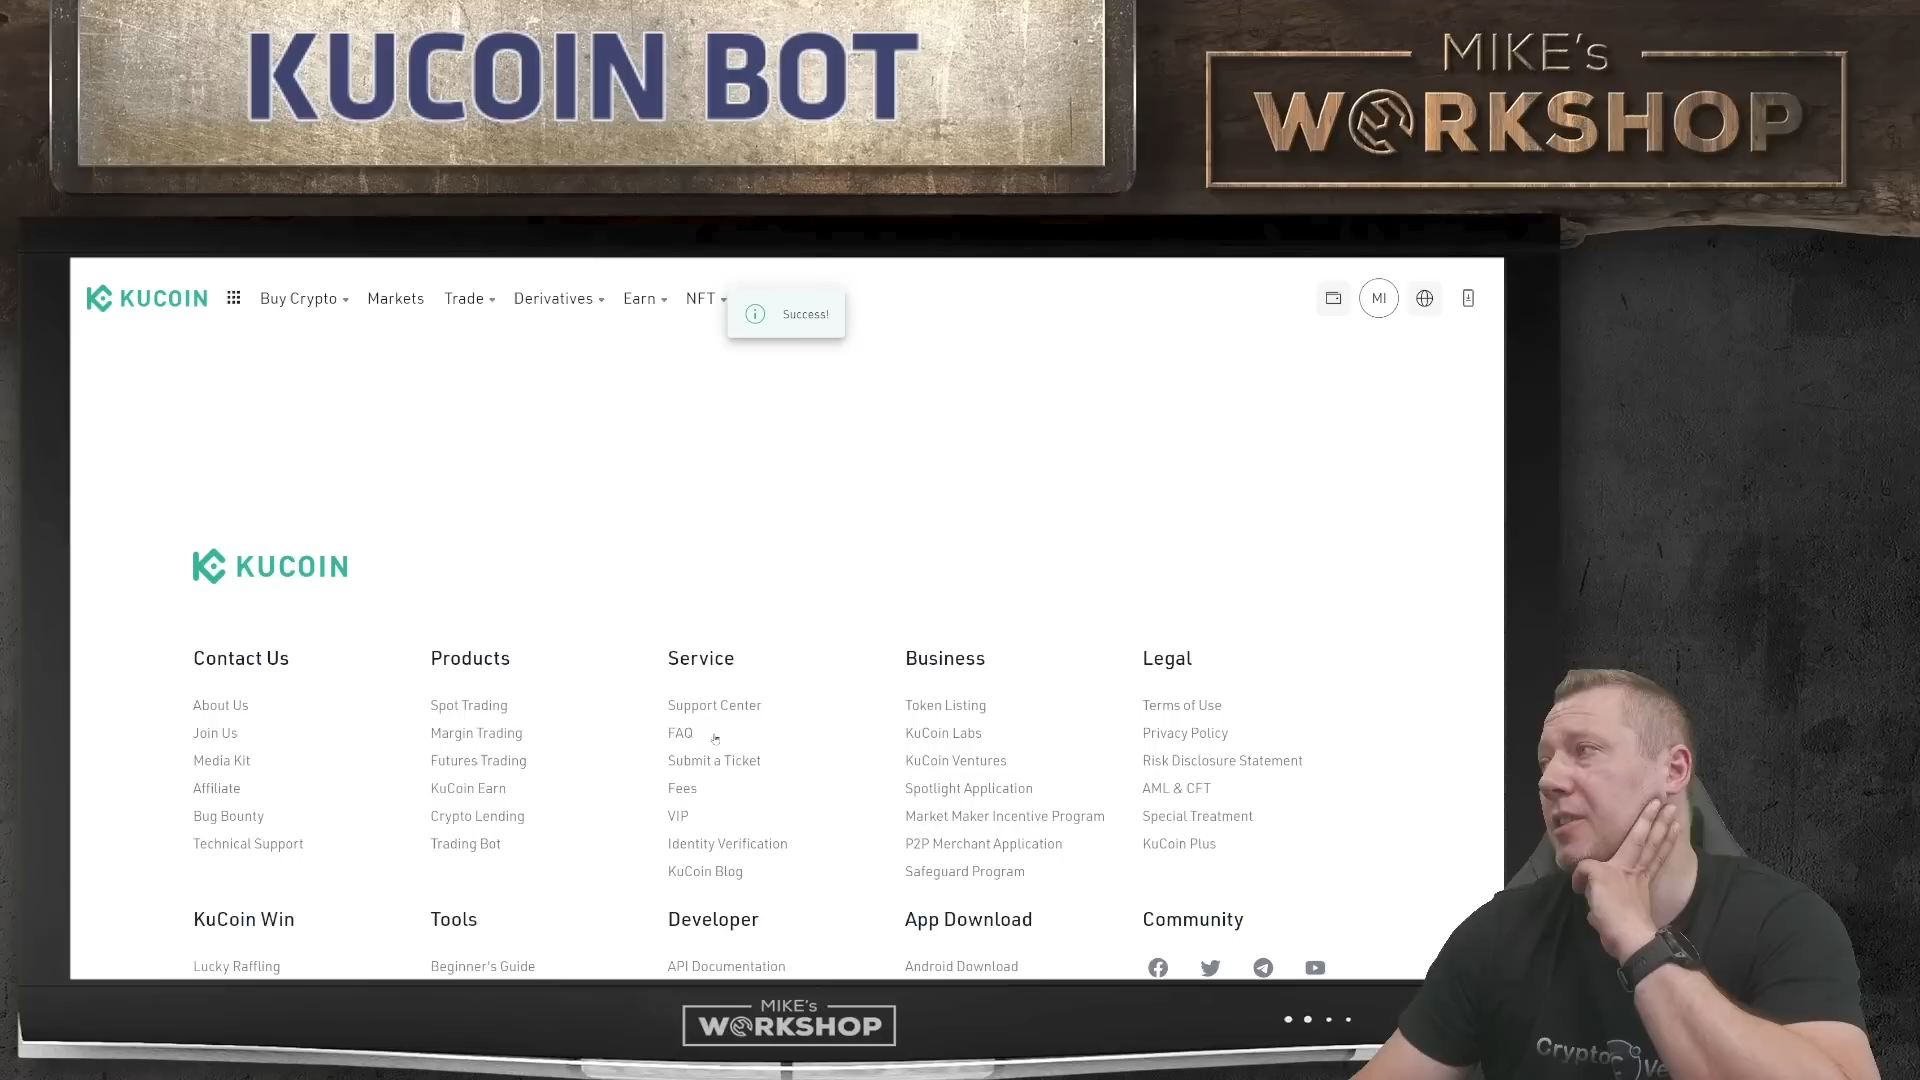 KUCOIN BOT
MIKE's
WORKSHOP
KUCOIN
Buy Crypto
Markets
Trade
Derivatives
Earn
NFT
Success!
MI
KUCOIN
Contact Us
About Us
Join Us
Media Kit
Affiliate
Bug Bounty
Technical Support
Products
Spot Trading
Margin Trading
Futures Trading
KuCoin Earn
Crypto Lending
Trading Bot
Service
Support Center
FAQ
Submit a Ticket
Fees
VIP
Identity Verification
KuCoin Blog
Business
Token Listing
KuCoin Labs
KuCoin Ventures
Spotlight Application
Market Maker Incentive Program
P2P Merchant Application
Safeguard Program
Legal
Terms of Use
Privacy Policy
Risk Disclosure Statement
AML & CFT
Special Treatment
KuCoin Plus
KuCoin Win
Lucky Raffling
Tools
Beginner's Guide
Developer
API Documentation
App Download
Android Download
Community
MIKE's
WORKSHOP
Crypto